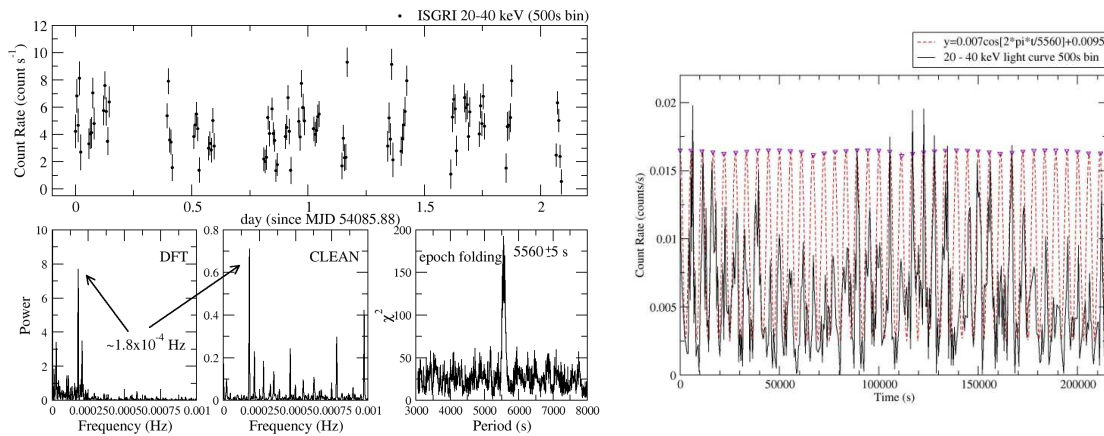 ISGRI 20-40 keV (500s bin)
Count Rate (count s⁻¹)
12
10
8
6
4
2
0
0 0.5 1 1.5 2
day (since MJD 54085.88)
Power
10
8
6
4
2
0
DFT
~1.8x10⁻⁴ Hz
0 0.00025 0.0005 0.00075 0.001
Frequency (Hz)
0.8
0.6
0.4
0.2
0
CLEAN
0 0.00025 0.0005 0.00075 0.001
Frequency (Hz)
χ²
200
150
100
50
0
epoch folding
5560±5 s
3000 4000 5000 6000 7000 8000
Period (s)
y=0.007cos[2*pi*t/5560]+0.0095
20 - 40 keV light curve 500s bin
Count Rate (counts/s)
0.02
0.015
0.01
0.005
0
0 50000 100000 150000 200000
Time (s)